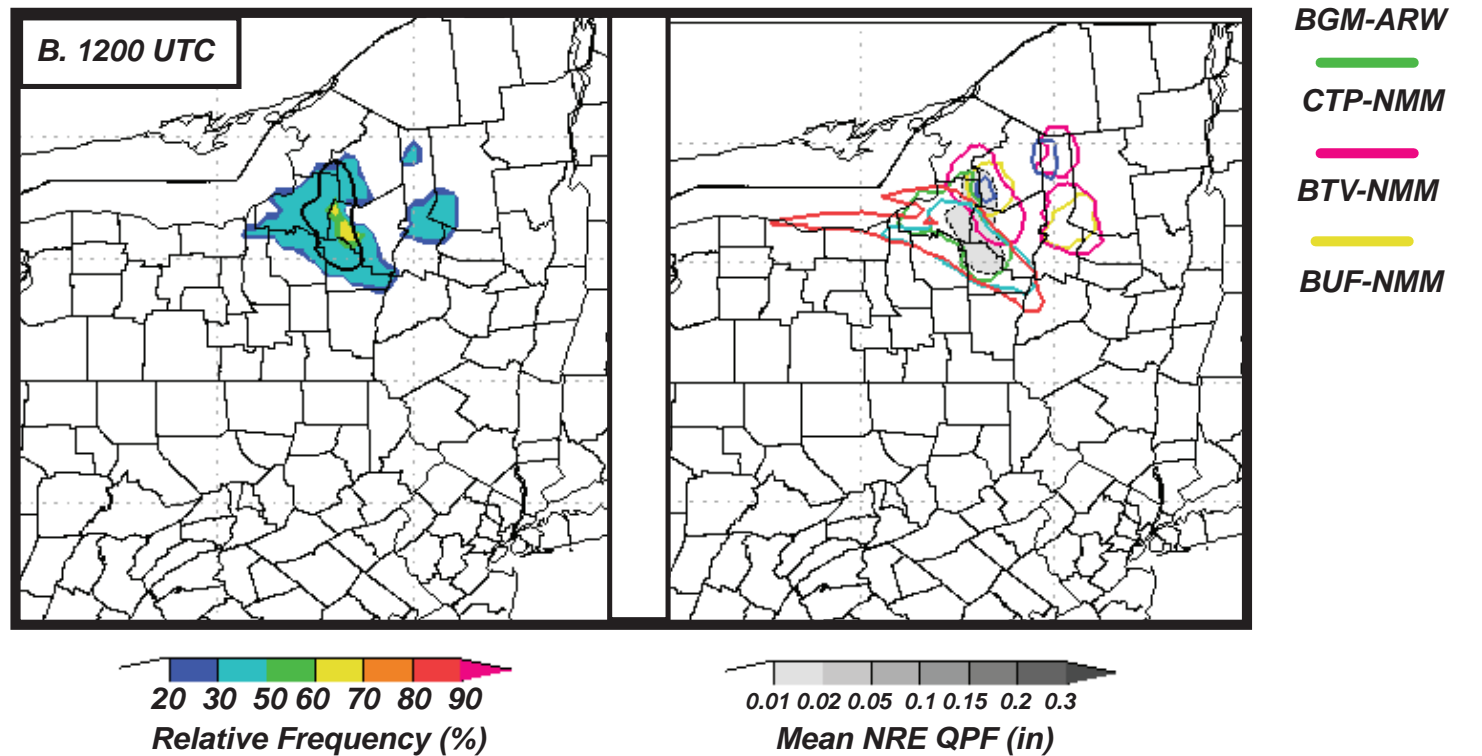 B. 1200 UTC
BGM-ARW
CTP-NMM
BTV-NMM
BUF-NMM
20 30 50 60 70 80 90
Relative Frequency (%)
0.01 0.02 0.05 0.1 0.15 0.2 0.3
Mean NRE QPF (in)